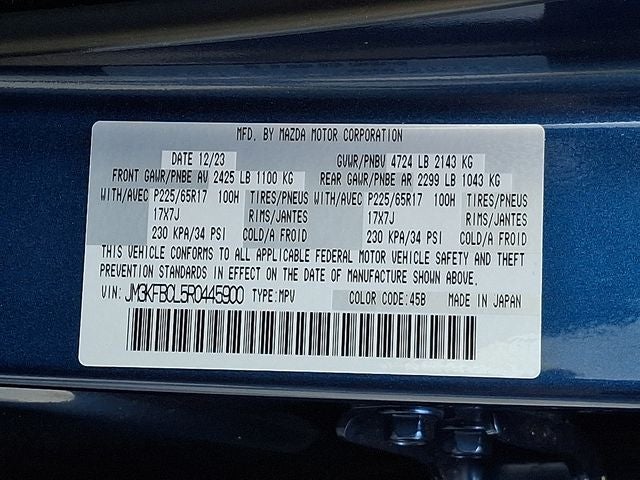 MFD. BY MAZDA MOTOR CORPORATION
DATE 12/23 GVWR/PNBV 4724 LB 2143 KG
FRONT GAWR/PNBE AV 2425 LB 1100 KG REAR GAWR/PNBE AR 2299 LB 1043 KG
WITH/AVEC P225/65R17 100H TIRES/PNEUS WITH/AVEC P225/65R17 100H TIRES/PNEUS
17X7J RIMS/JANTES 17X7J RIMS/JANTES
230 KPA/34 PSI COLD/A FROID 230 KPA/34 PSI COLD/A FROID
THIS VEHICLE CONFORMS TO ALL APPLICABLE FEDERAL MOTOR VEHICLE SAFETY AND THEFT
PREVENTION STANDARDS IN EFFECT ON THE DATE OF MANUFACTURE SHOWN ABOVE.
VIN: JM3KFBCL5R0445900 TYPE:MPV COLOR CODE:45B MADE IN JAPAN